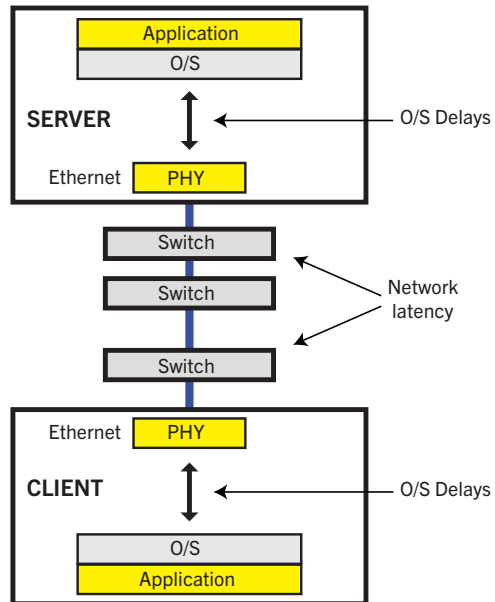 Application
O/S
SERVER
O/S Delays
Ethernet
PHY
Switch
Switch
Network
latency
Switch
Ethernet
PHY
CLIENT
O/S Delays
O/S
Application